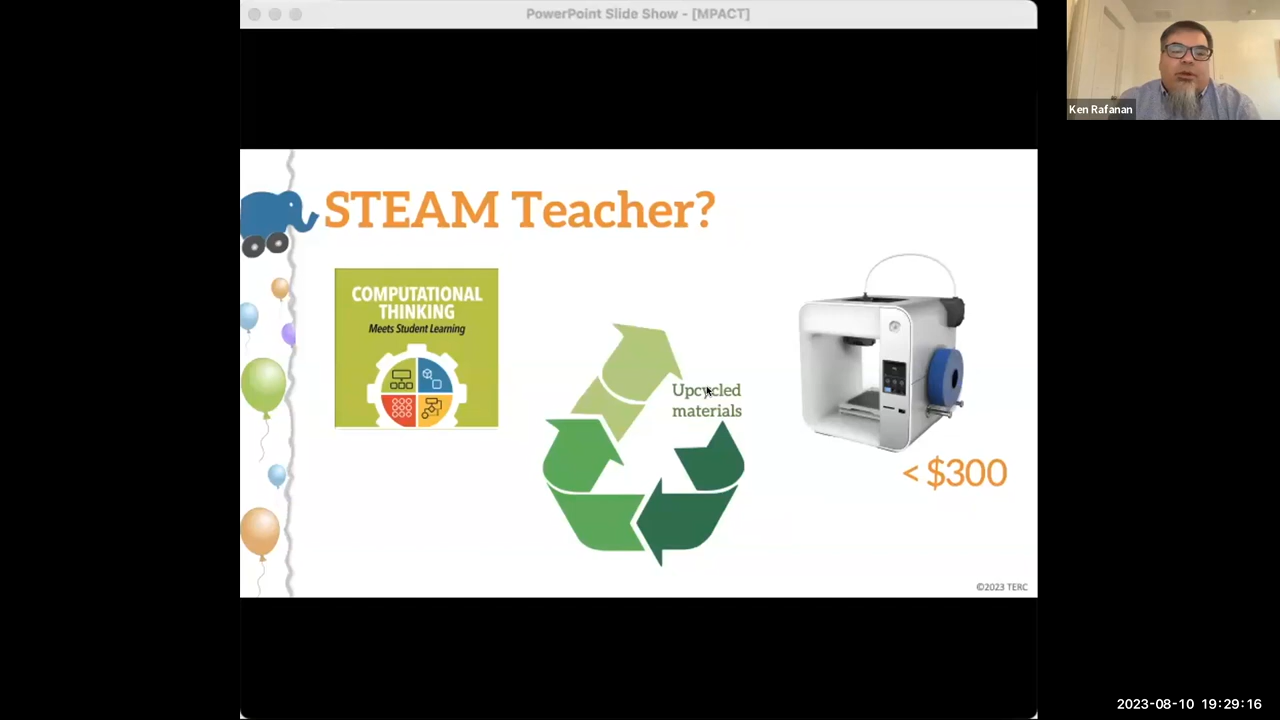 PowerPoint Slide Show - [MPACT]
Ken Rafanan
STEAM Teacher?
COMPUTATIONAL
THINKING
Meets Student Learning
Upcycled
materials
< $300
©2023 TERC
2023-08-10 19:29:16